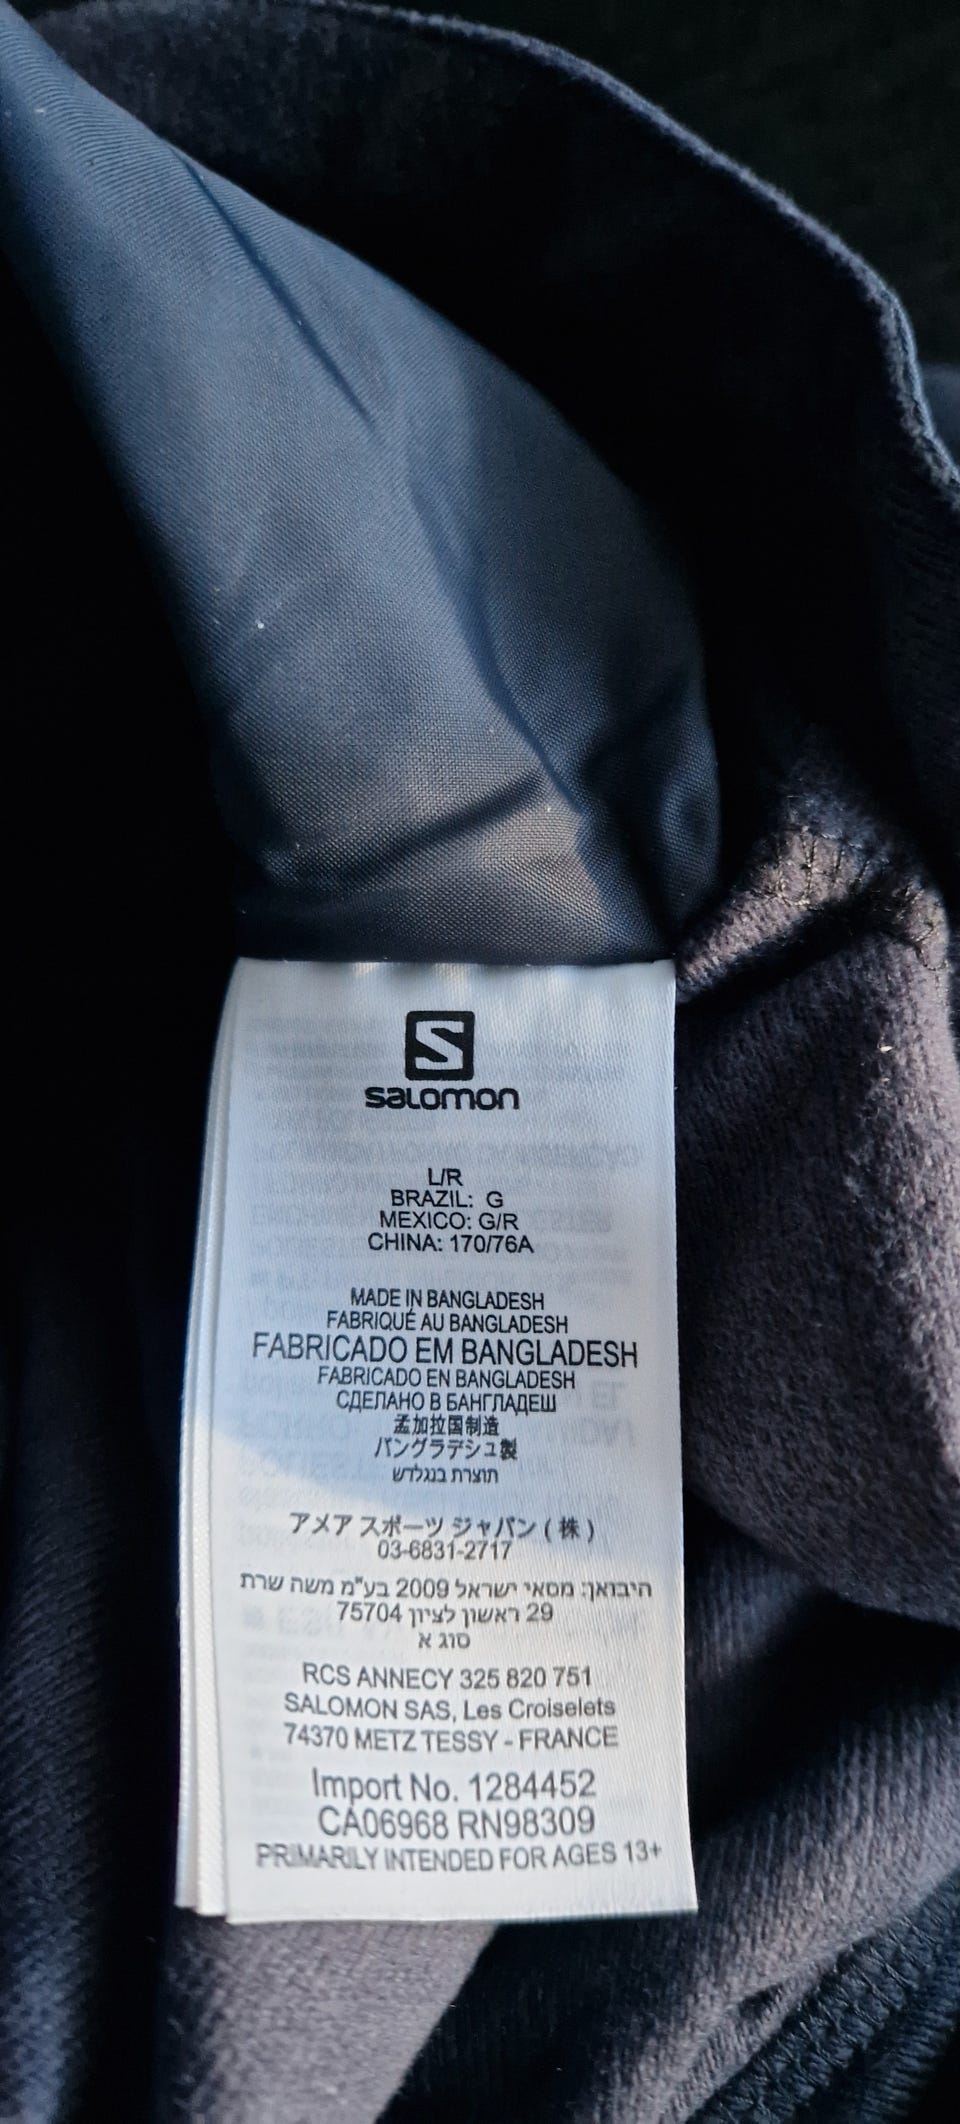 S
salomon
L/R
BRAZIL: G
MEXICO: G/R
CHINA: 170/76A
MADE IN BANGLADESH
FABRIQUÉ AU BANGLADESH
FABRICADO EM BANGLADESH
FABRICADO EN BANGLADESH
СДЕЛАНО В БАНГЛАДЕШ
孟加拉国制造
バングラデシュ製
תוצרת בנגלדש
アメア スポーツ ジャパン ( 株 )
03-6831-2717
היבואן: מסאי ישראל 2009 בע"מ משה שרת
29 ראשון לציון 75704
סוג א
RCS ANNECY 325 820 751
SALOMON SAS, Les Croiselets
74370 METZ TESSY - FRANCE
Import No. 1284452
CA06968 RN98309
PRIMARILY INTENDED FOR AGES 13+